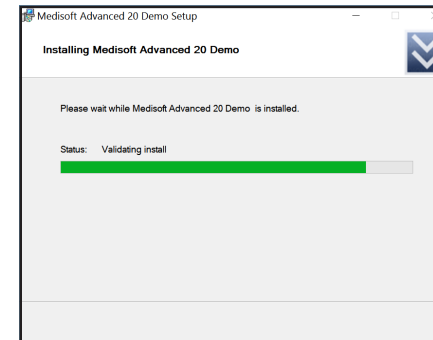 Medisoft Advanced 20 Demo Setup
Installing Medisoft Advanced 20 Demo
Please wait while Medisoft Advanced 20 Demo is installed.
Status: Validating install